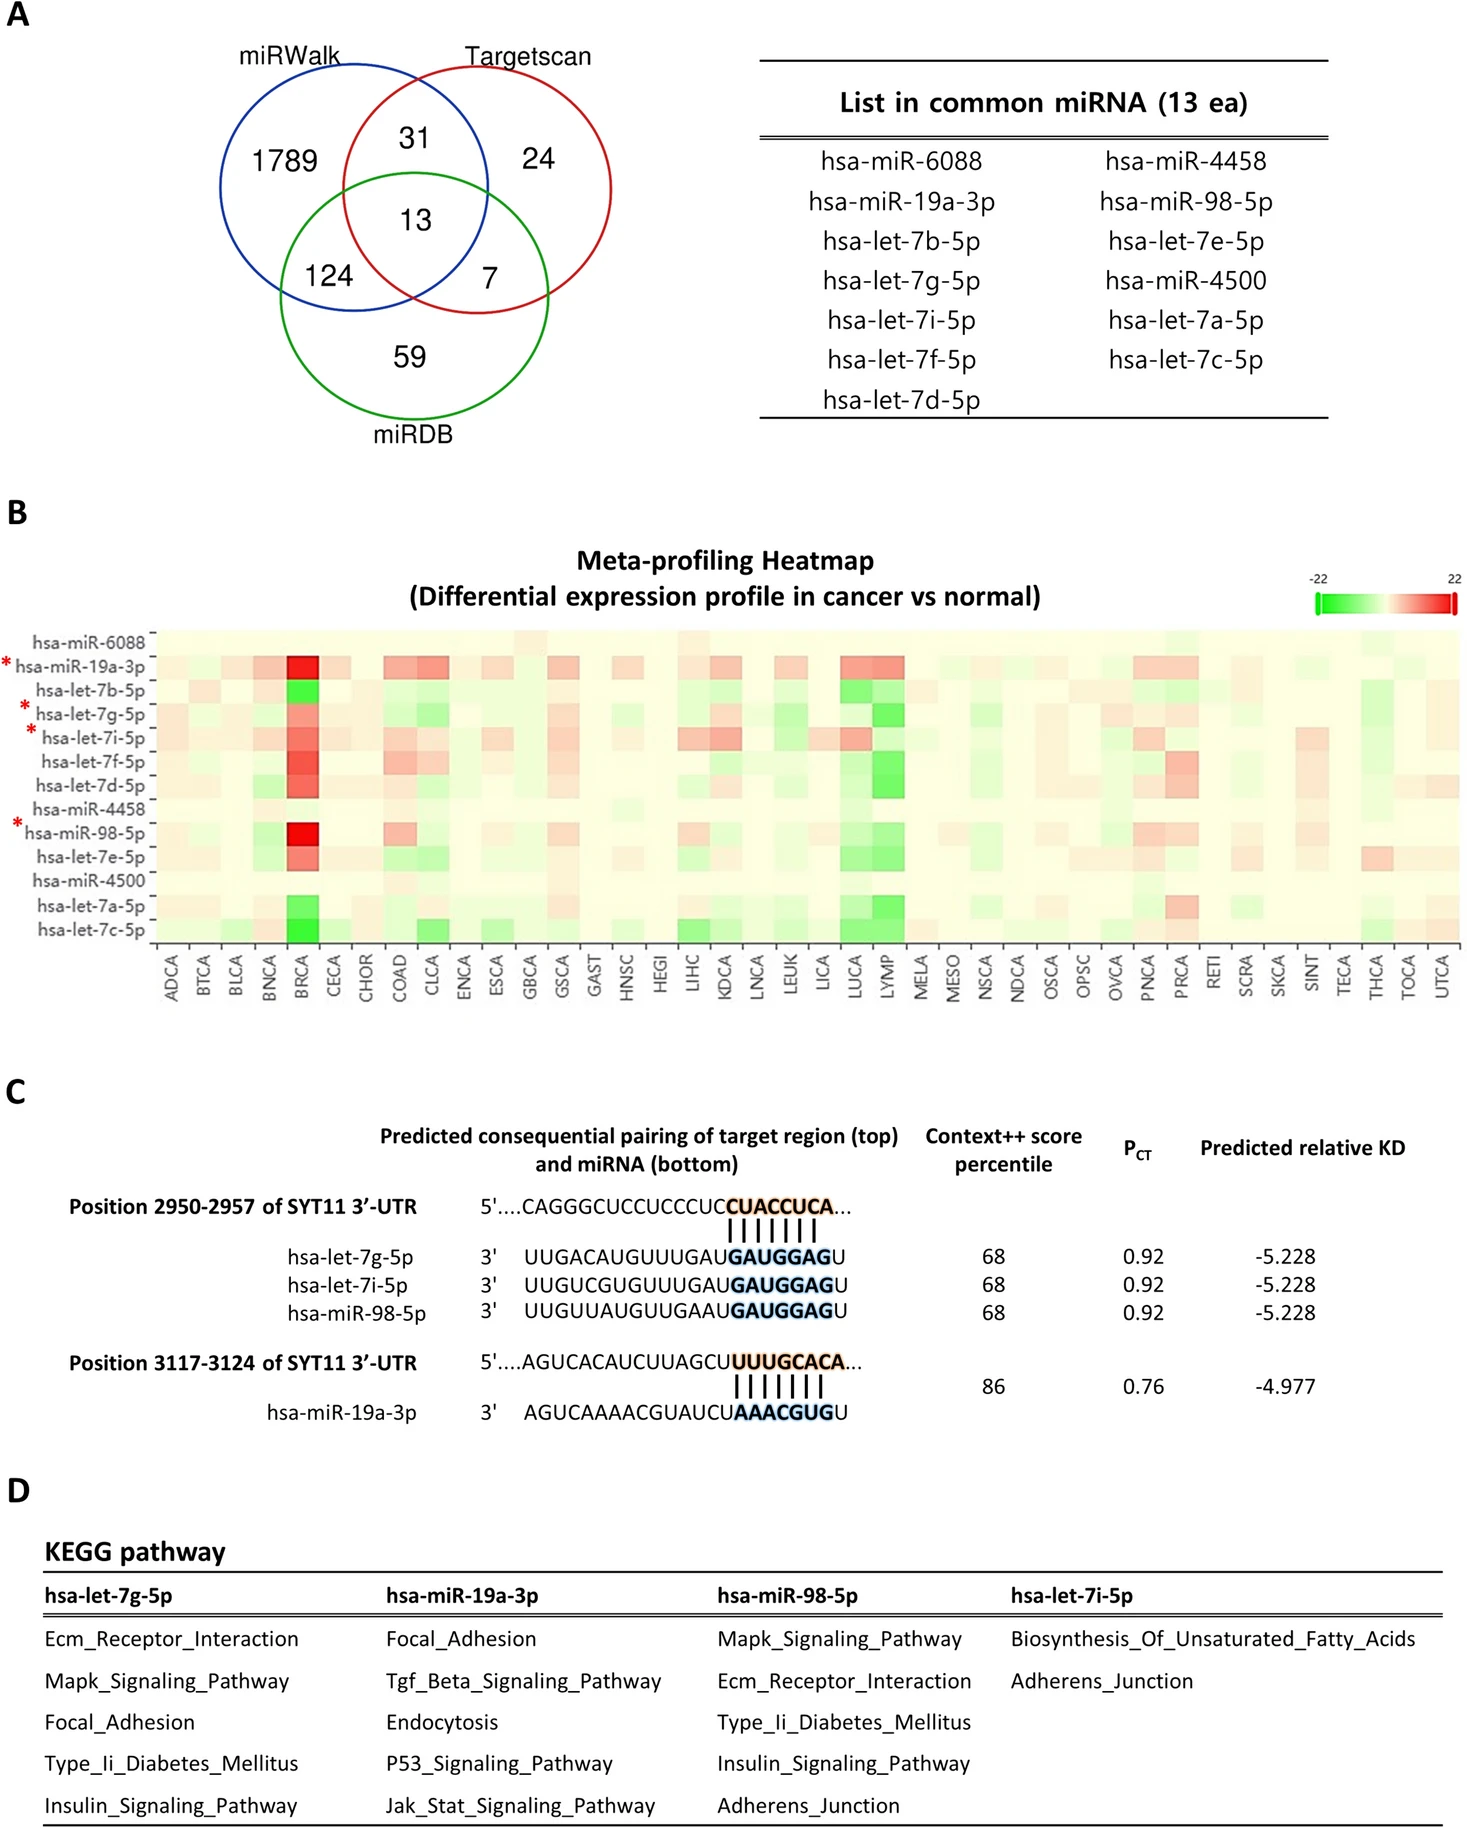 A
miRWalk
Targetscan
1789
31
24
13
124
7
59
miRDB
List in common miRNA (13 ea)
hsa-miR-6088 hsa-miR-4458
hsa-miR-19a-3p hsa-miR-98-5p
hsa-let-7b-5p hsa-let-7e-5p
hsa-let-7g-5p hsa-miR-4500
hsa-let-7i-5p hsa-let-7a-5p
hsa-let-7f-5p hsa-let-7c-5p
hsa-let-7d-5p
B
Meta-profiling Heatmap
(Differential expression profile in cancer vs normal)
-22 22
hsa-miR-6088
* hsa-miR-19a-3p
hsa-let-7b-5p
* hsa-let-7g-5p
* hsa-let-7i-5p
hsa-let-7f-5p
hsa-let-7d-5p
hsa-miR-4458
* hsa-miR-98-5p
hsa-let-7e-5p
hsa-miR-4500
hsa-let-7a-5p
hsa-let-7c-5p
ADCA BTCA BLCA BNCA BRCA CECA CHOR COAD CLCA ENCA ESCA GBCA GSCA GAST HNSC HEGI LIHC KDCA LNCA LEUK LICA LUCA LYMP MELA MESO NSCA NDCA OSCA OPSC OVCA PNCA PRCA RETI SCRA SKCA SINT TECA THCA TOCA UTCA
C
Predicted consequential pairing of target region (top)
and miRNA (bottom)
Context++ score
percentile
PCT
Predicted relative KD
Position 2950-2957 of SYT11 3’-UTR 5'....CAGGGCUCCUCCCUCCUACCUCA...
hsa-let-7g-5p 3' UUGACAUGUUUGAUGAUGGAGU 68 0.92 -5.228
hsa-let-7i-5p 3' UUGUCGUGUUUGAUGAUGGAGU 68 0.92 -5.228
hsa-miR-98-5p 3' UUGUUAUGUUGAAUGAUGGAGU 68 0.92 -5.228
Position 3117-3124 of SYT11 3’-UTR 5'....AGUCACAUCUUAGCUUUUGCACA...
86 0.76 -4.977
hsa-miR-19a-3p 3' AGUCAAAACGUAUCUAAACGUGU
D
KEGG pathway
hsa-let-7g-5p hsa-miR-19a-3p hsa-miR-98-5p hsa-let-7i-5p
Ecm_Receptor_Interaction Focal_Adhesion Mapk_Signaling_Pathway Biosynthesis_Of_Unsaturated_Fatty_Acids
Mapk_Signaling_Pathway Tgf_Beta_Signaling_Pathway Ecm_Receptor_Interaction Adherens_Junction
Focal_Adhesion Endocytosis Type_Ii_Diabetes_Mellitus
Type_Ii_Diabetes_Mellitus P53_Signaling_Pathway Insulin_Signaling_Pathway
Insulin_Signaling_Pathway Jak_Stat_Signaling_Pathway Adherens_Junction